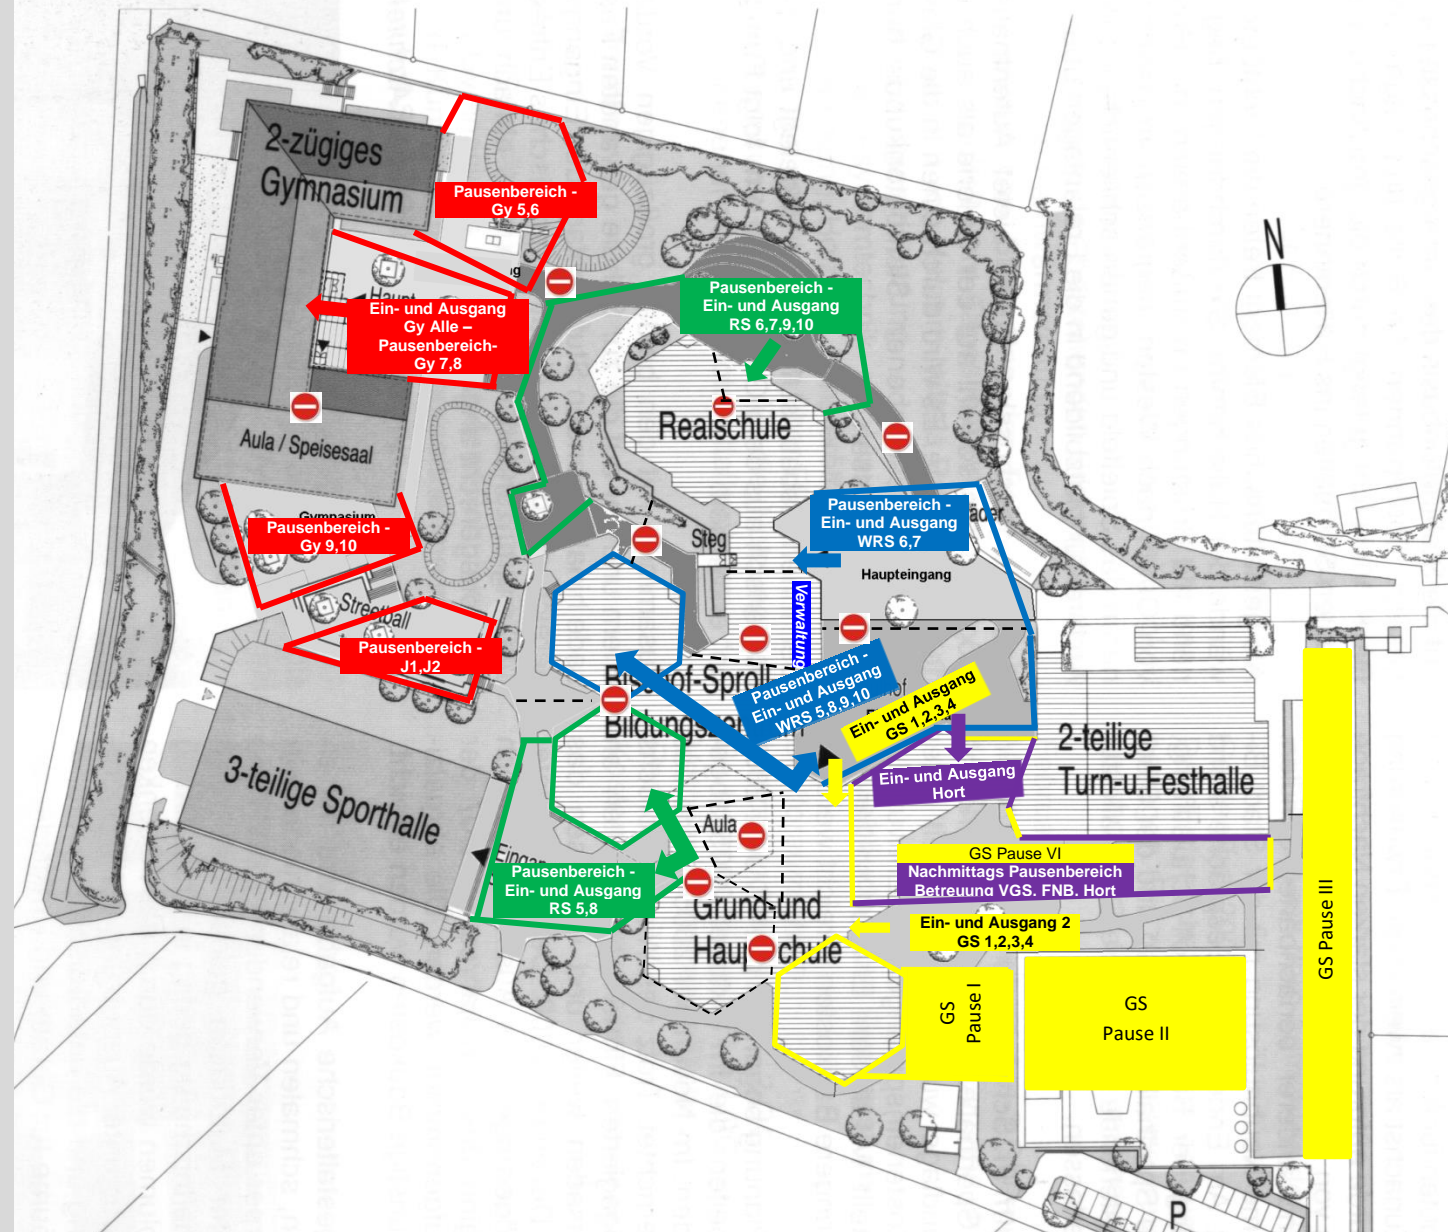 2-zügiges
Gymnasium
Pausenbereich -
Gy 5,6
N
Haupt
Ein- und Ausgang
Gy Alle –
Pausenbereich-
Gy 7,8
Pausenbereich -
Ein- und Ausgang
RS 6,7,9,10
Realschule
Aula / Speisesaal
Gymnasium
Pausenbereich -
Gy 9,10
Steg
Pausenbereich -
Ein- und Ausgang
WRS 6,7
Haupteingang
Verwaltung
Streetball
Pausenbereich -
J1,J2
Bischof-Sproll
Bildungszentrum
Pausenbereich -
Ein- und Ausgang
WRS 5,8,9,10
Ein- und Ausgang
GS 1,2,3,4
Ein- und Ausgang
Hort
2-teilige
Turn-u.Festhalle
3-teilige Sporthalle
Aula
GS Pause VI
Nachmittags Pausenbereich
Betreuung VGS. FNB. Hort
Pausenbereich -
Ein- und Ausgang
RS 5,8
Grund-und
Hauptschule
Ein- und Ausgang 2
GS 1,2,3,4
GS
Pause I
GS
Pause II
GS Pause III
P